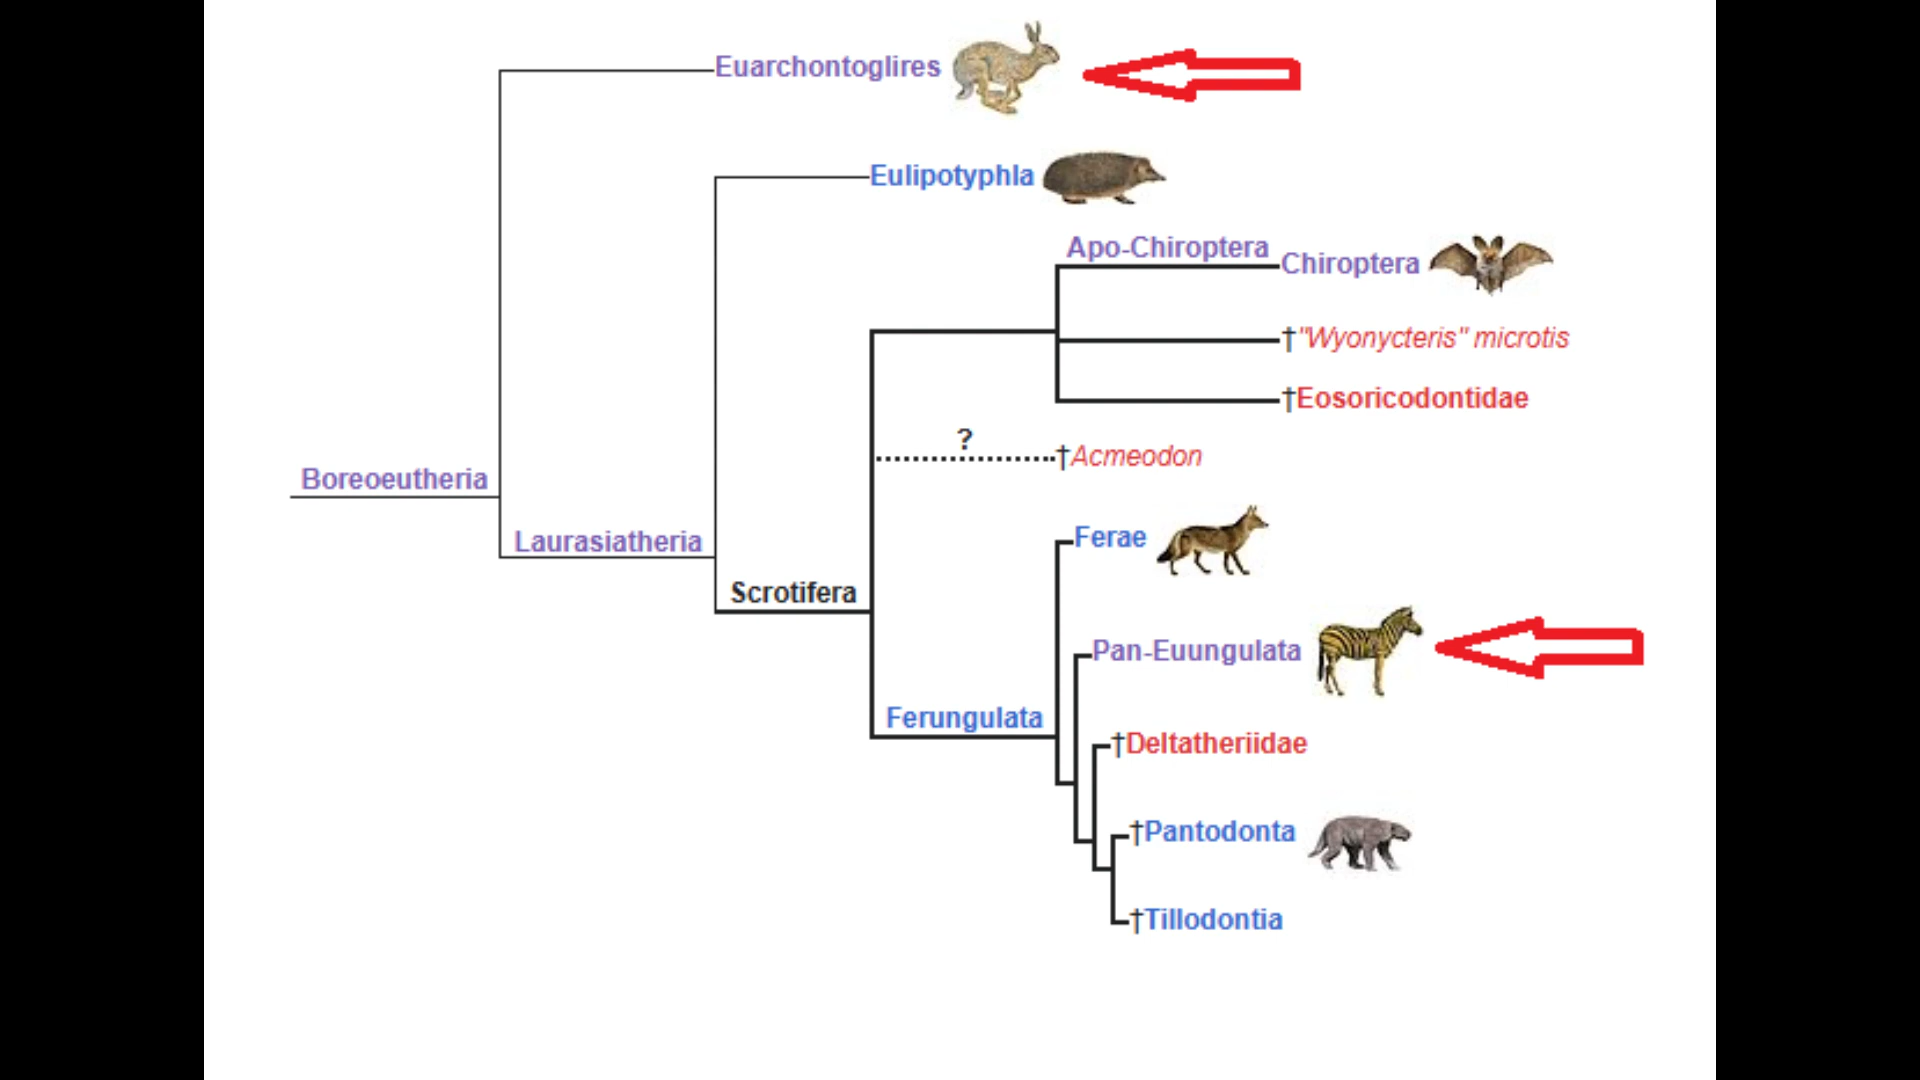 Euarchontoglires
Eulipotyphla
Apo-Chiroptera
Chiroptera
†"Wyonycteris" microtis
†Eosoricodontidae
?
†Acmeodon
Boreoeutheria
Laurasiatheria
Ferae
Scrotifera
Pan-Euungulata
Ferungulata
†Deltatheriidae
†Pantodonta
†Tillodontia